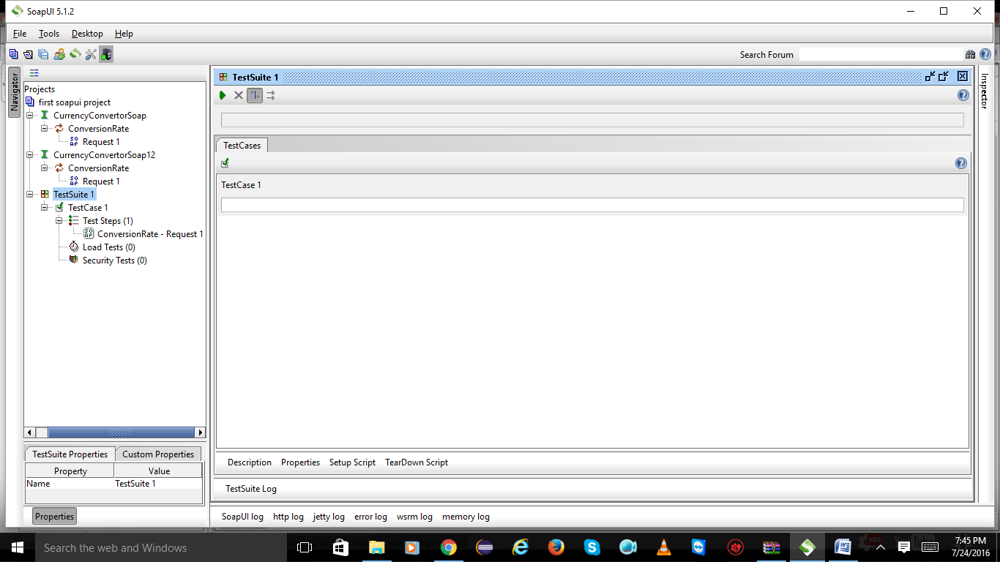 SoapUI 5.1.2
File Tools Desktop Help
Search Forum
Navigator
Projects
first soapui project
CurrencyConvertorSoap
ConversionRate
Request 1
CurrencyConvertorSoap12
ConversionRate
Request 1
TestSuite 1
TestCase 1
Test Steps (1)
ConversionRate - Request 1
Load Tests (0)
Security Tests (0)
TestSuite Properties Custom Properties
Property Value
Name TestSuite 1
Properties
TestSuite 1
TestCases
TestCase 1
Description Properties Setup Script TearDown Script
TestSuite Log
SoapUI log http log jetty log error log wsrm log memory log
Inspector
Search the web and Windows
HD YouTube
7:45 PM
7/24/2016